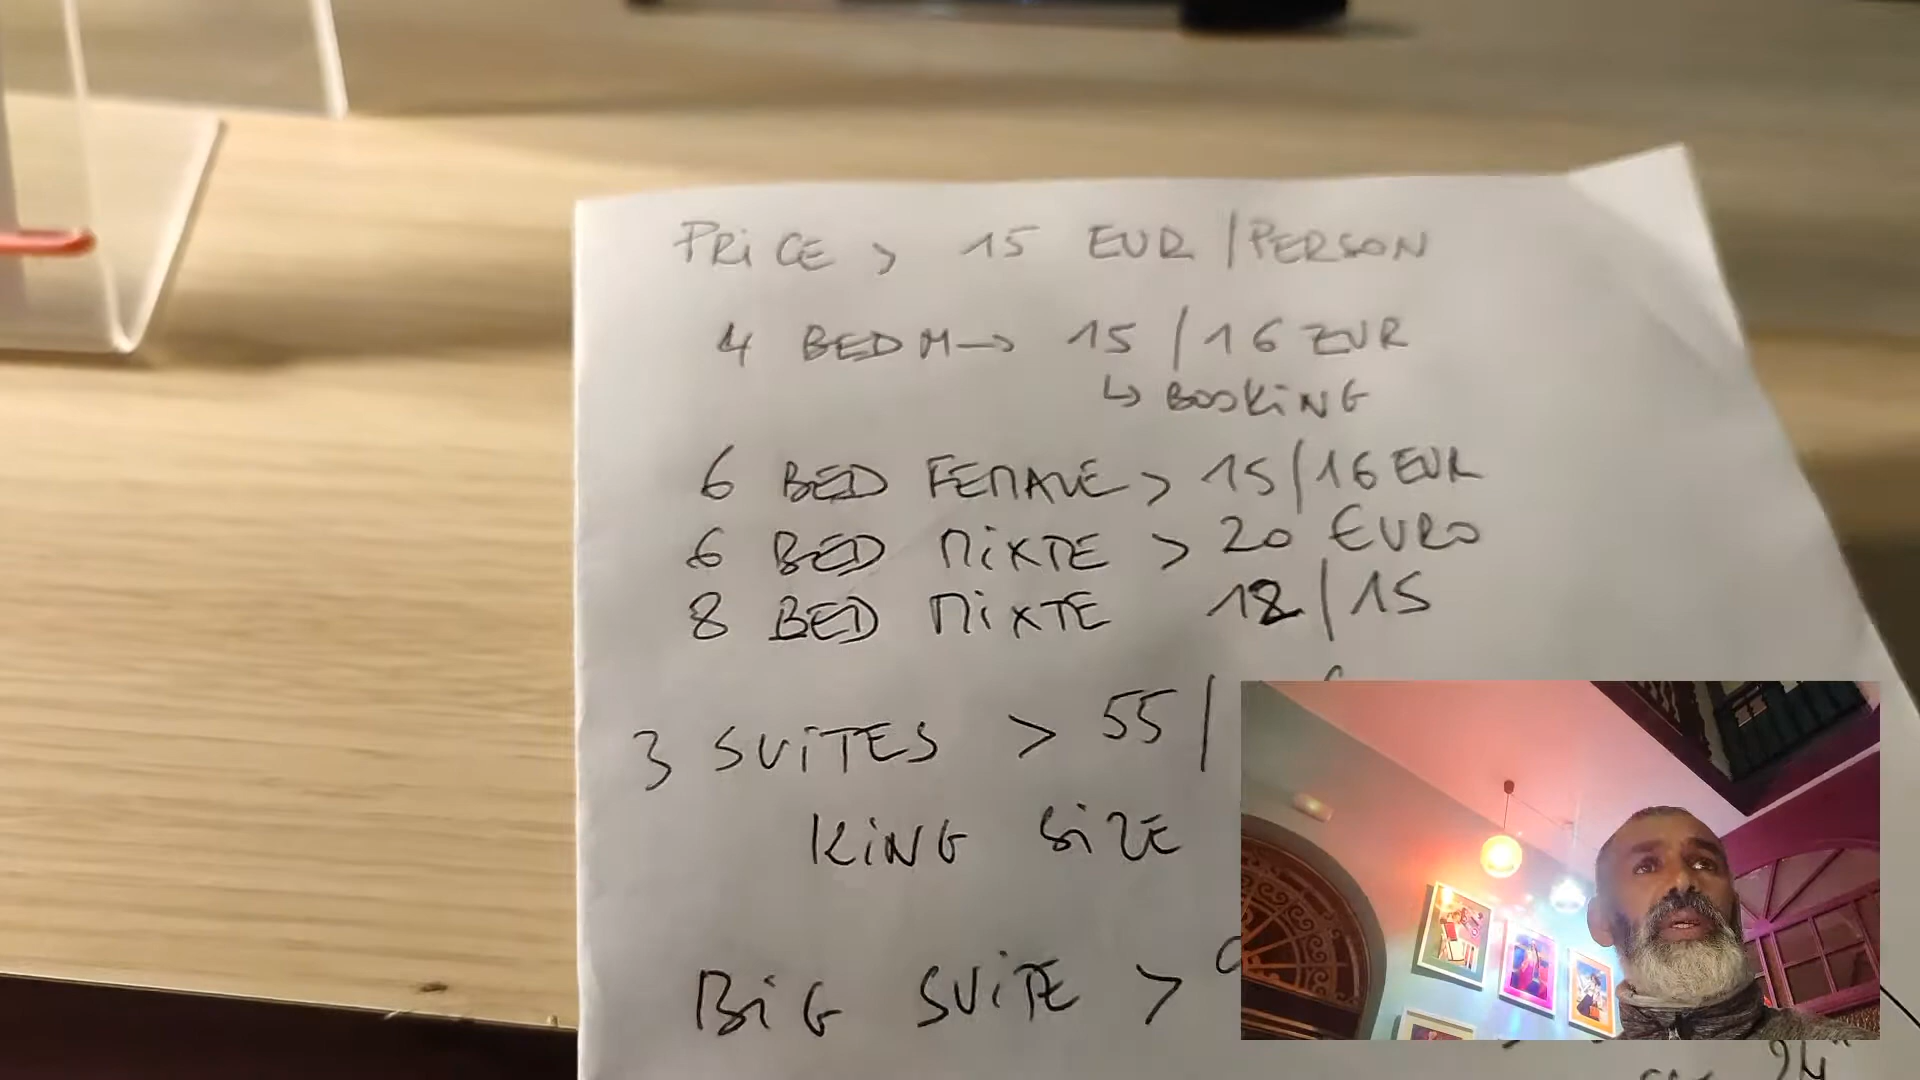 PRiCE > 15 EUR / PERSON
4 BED M → 15 / 16 EUR
↳ BOOKiNG
6 BED FEMALE > 15 / 16 EUR
6 BED MiXTE > 20 EURO
8 BED MiXTE 18 / 15
3 SUiTES > 55 /
KiNG SiZE
BiG SUiTE >